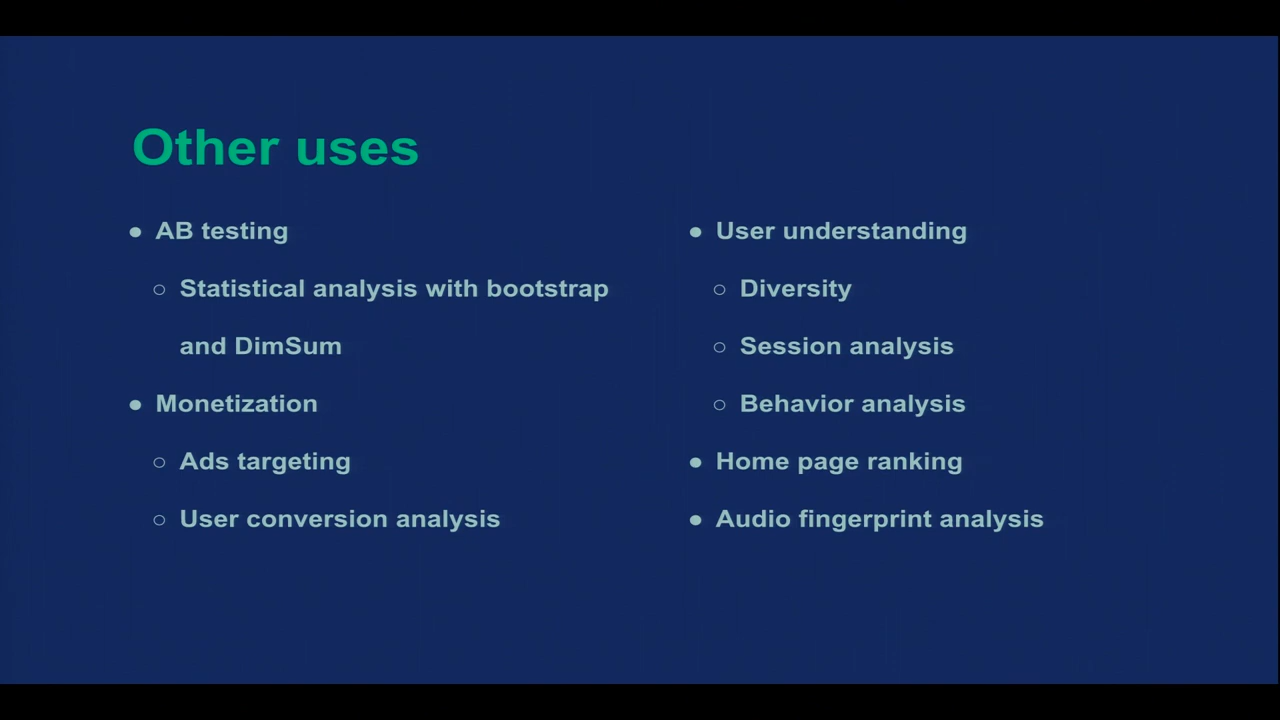 Other uses
● AB testing
○ Statistical analysis with bootstrap
and DimSum
● Monetization
○ Ads targeting
○ User conversion analysis
● User understanding
○ Diversity
○ Session analysis
○ Behavior analysis
● Home page ranking
● Audio fingerprint analysis